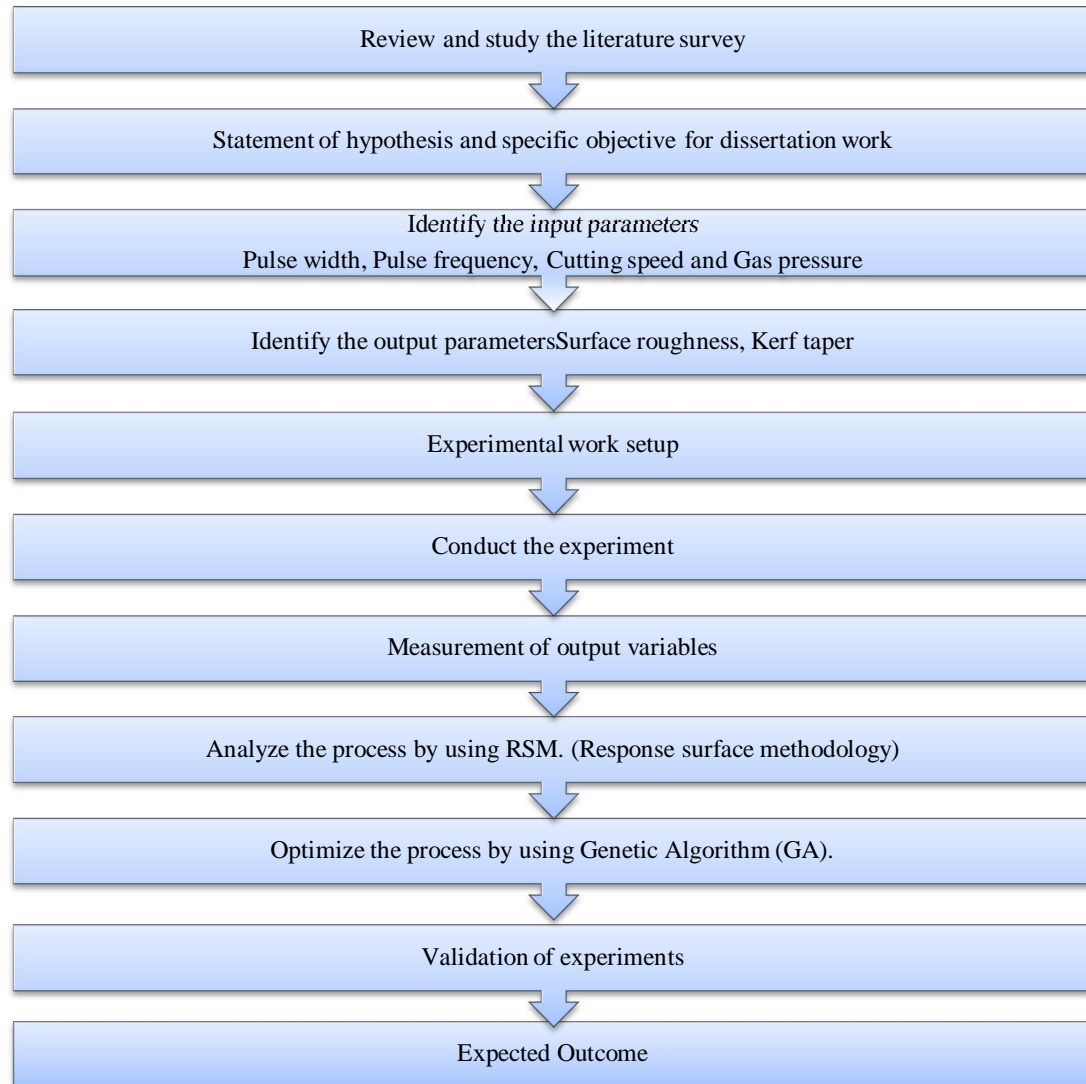 Review and study the literature survey
Statement of hypothesis and specific objective for dissertation work
Identify the input parameters
Pulse width, Pulse frequency, Cutting speed and Gas pressure
Identify the output parametersSurface roughness, Kerf taper
Experimental work setup
Conduct the experiment
Measurement of output variables
Analyze the process by using RSM. (Response surface methodology)
Optimize the process by using Genetic Algorithm (GA).
Validation of experiments
Expected Outcome